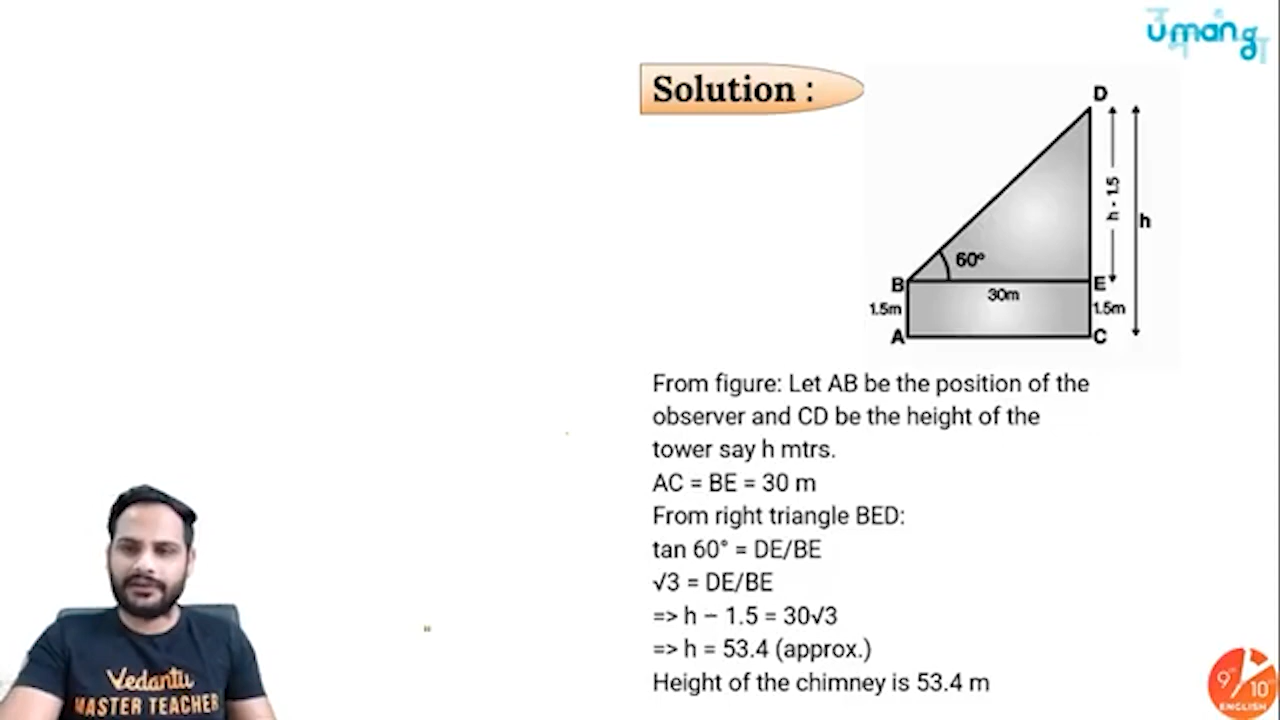 umang
Solution :
D
h - 1.5
h
60°
B
E
30m
1.5m
1.5m
A
C
From figure: Let AB be the position of the
observer and CD be the height of the
tower say h mtrs.
AC = BE = 30 m
From right triangle BED:
tan 60° = DE/BE
√3 = DE/BE
=> h – 1.5 = 30√3
=> h = 53.4 (approx.)
Height of the chimney is 53.4 m
Vedantu
MASTER TEACHER
9th 10th
ENGLISH